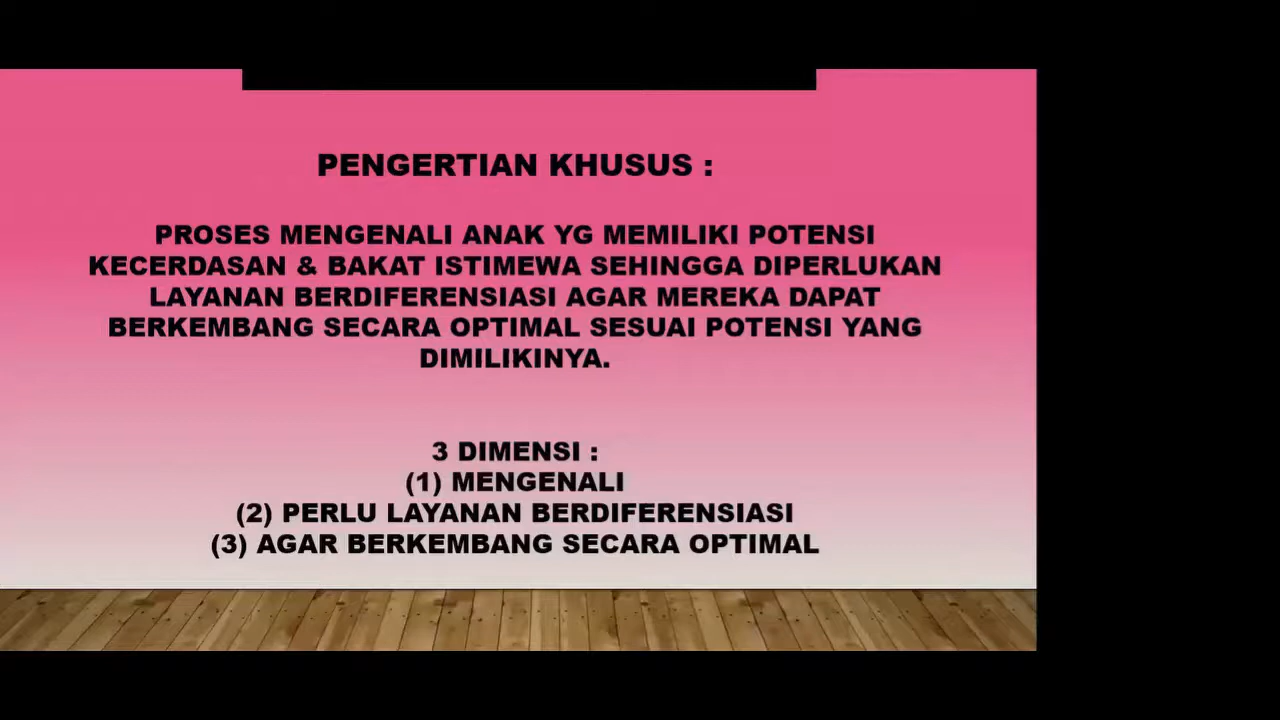 PENGERTIAN KHUSUS :
PROSES MENGENALI ANAK YG MEMILIKI POTENSI
KECERDASAN & BAKAT ISTIMEWA SEHINGGA DIPERLUKAN
LAYANAN BERDIFERENSIASI AGAR MEREKA DAPAT
BERKEMBANG SECARA OPTIMAL SESUAI POTENSI YANG
DIMILIKINYA.
3 DIMENSI :
(1) MENGENALI
(2) PERLU LAYANAN BERDIFERENSIASI
(3) AGAR BERKEMBANG SECARA OPTIMAL